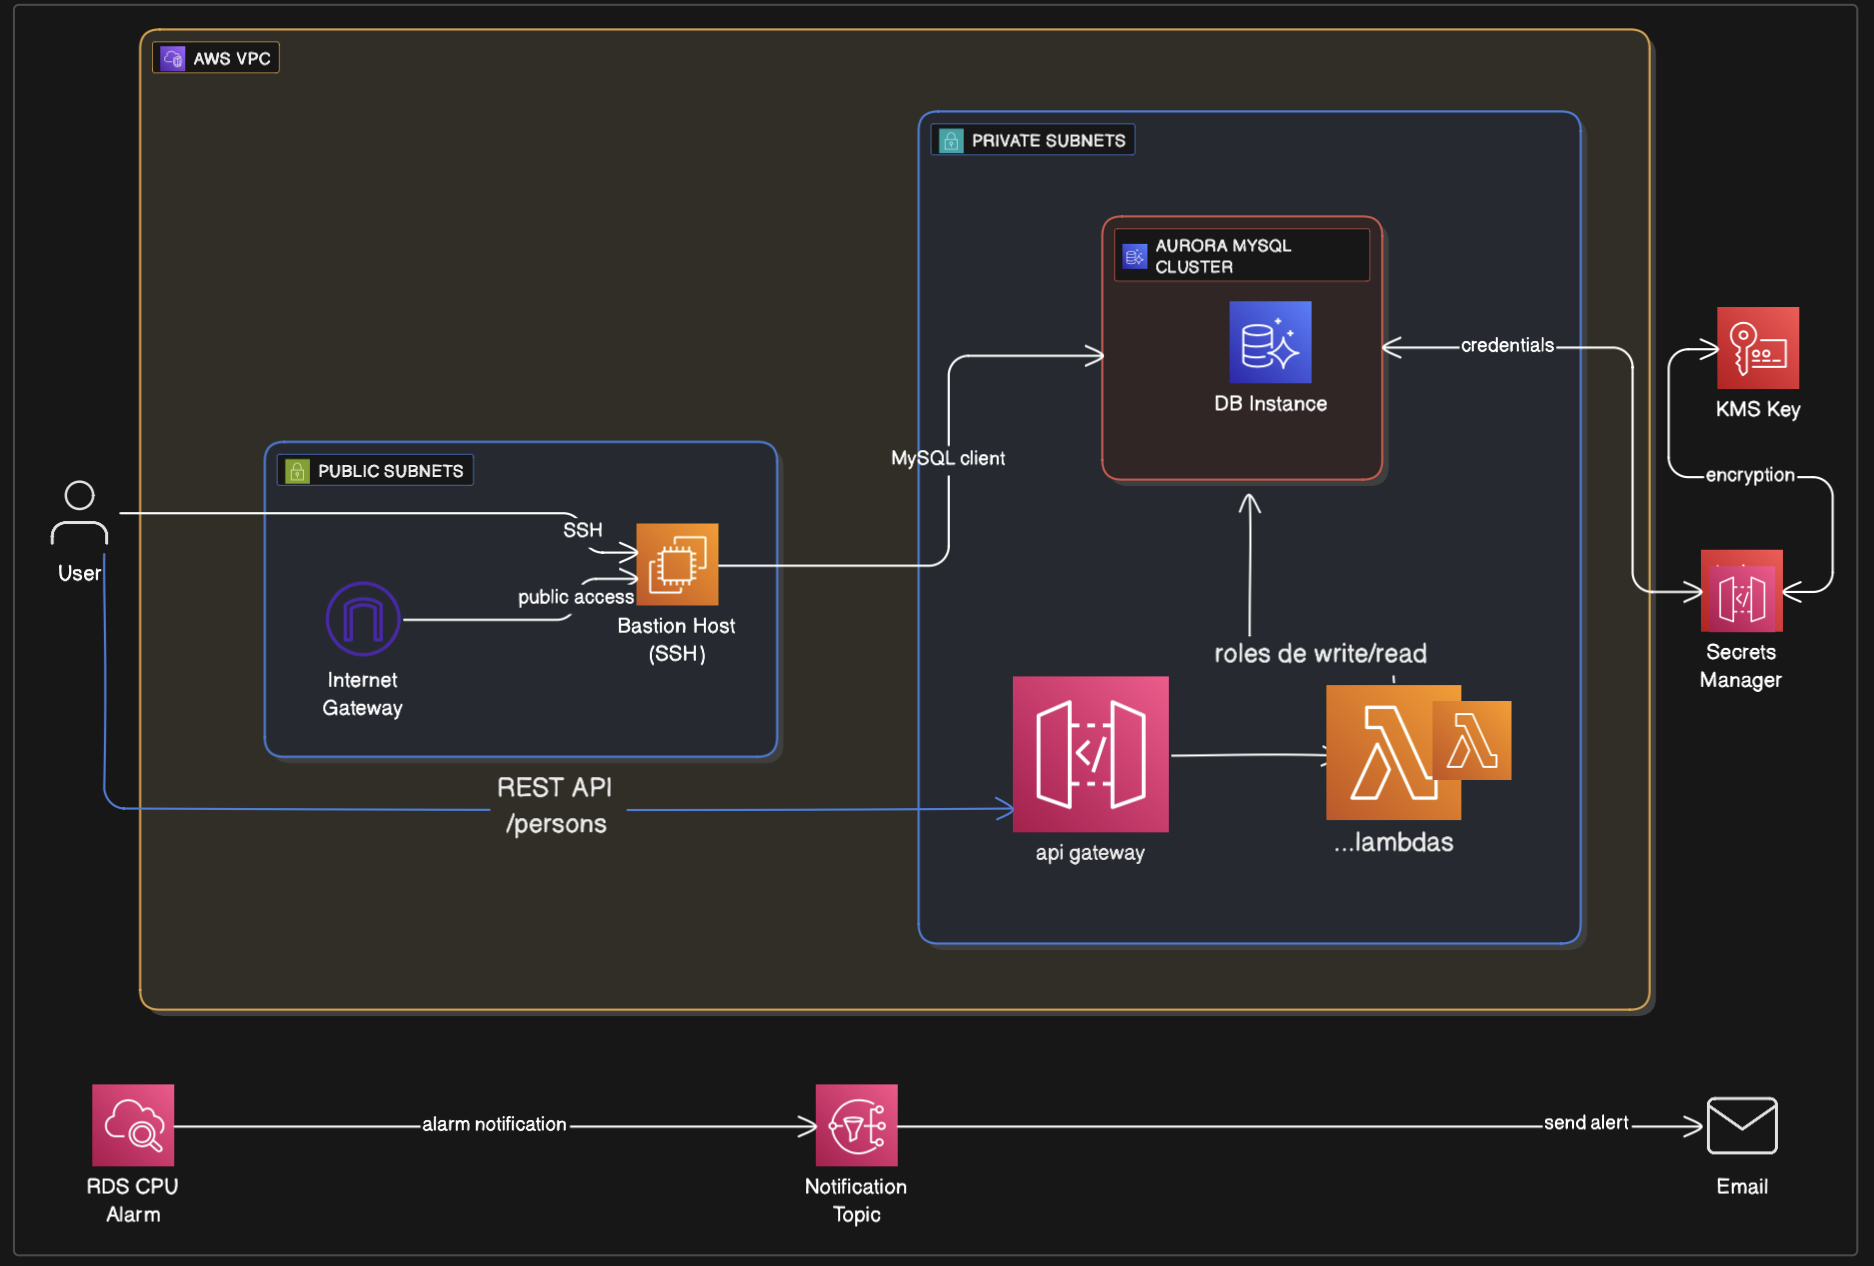 AWS VPC
PRIVATE SUBNETS
AURORA MYSQL
CLUSTER
DB Instance
credentials
KMS Key
encryption
Secrets
Manager
MySQL client
PUBLIC SUBNETS
User
SSH
public access
Bastion Host
(SSH)
Internet
Gateway
roles de write/read
REST API
/persons
api gateway
...lambdas
alarm notification
send alert
RDS CPU
Alarm
Notification
Topic
Email